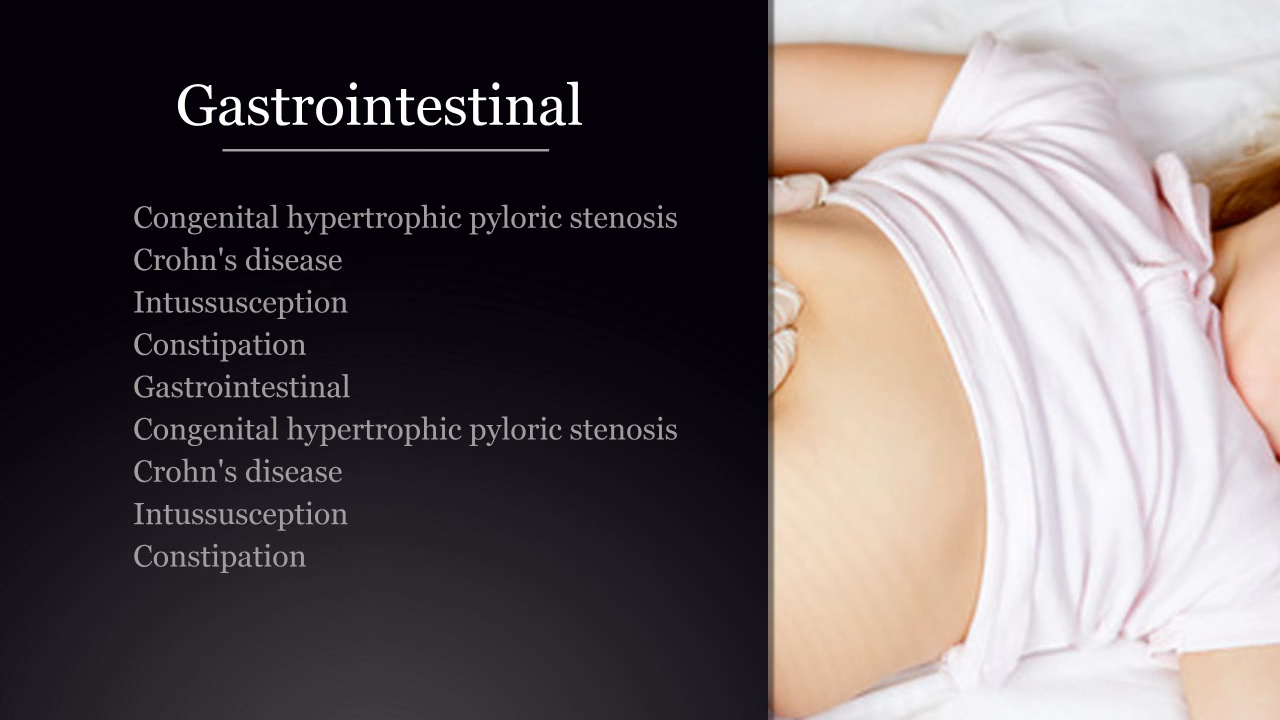 Gastrointestinal
Congenital hypertrophic pyloric stenosis
Crohn's disease
Intussusception
Constipation
Gastrointestinal
Congenital hypertrophic pyloric stenosis
Crohn's disease
Intussusception
Constipation